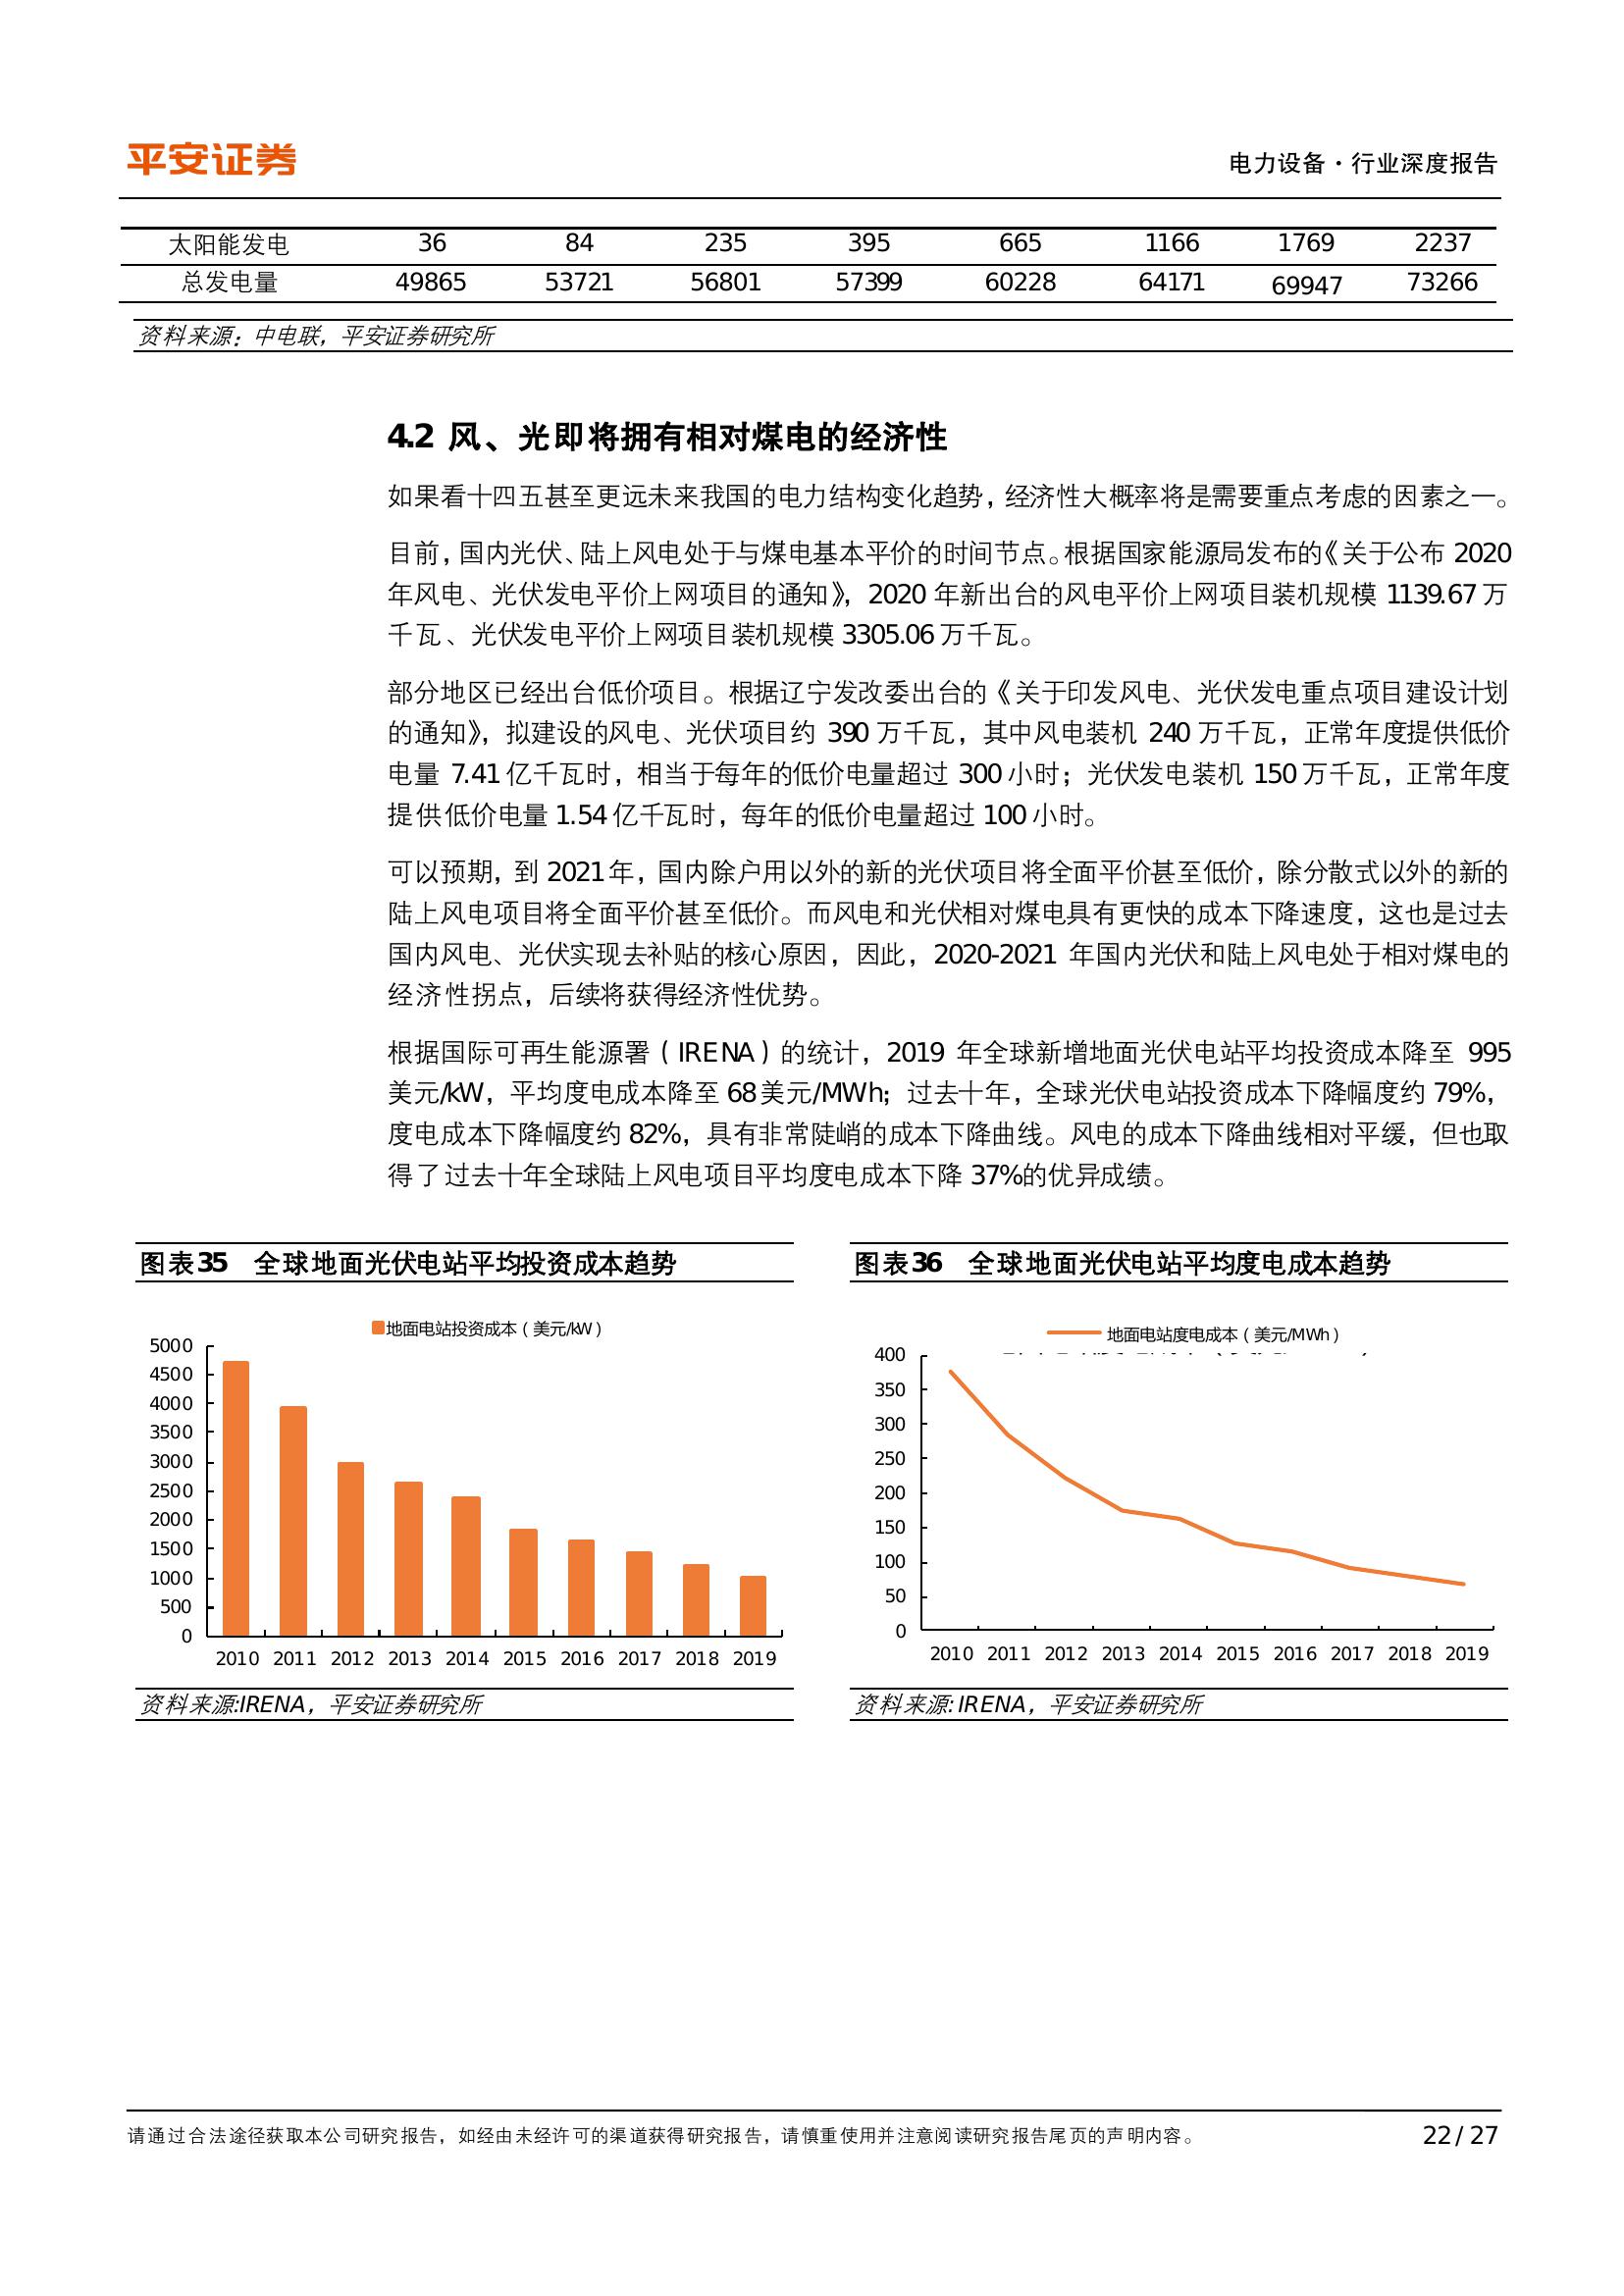 平安证券
电力设备·行业深度报告
太阳能发电 36 84 235 395 665 1166 1769 2237
总发电量 49865 53721 56801 57399 60228 64171 69947 73266
资料来源：中电联，平安证券研究所
4.2 风、光即将拥有相对煤电的经济性
如果看十四五甚至更远未来我国的电力结构变化趋势，经济性大概率将是需要重点考虑的因素之一。
目前，国内光伏、陆上风电处于与煤电基本平价的时间节点。根据国家能源局发布的《关于公布 2020
年风电、光伏发电平价上网项目的通知》，2020 年新出台的风电平价上网项目装机规模 1139.67 万
千瓦、光伏发电平价上网项目装机规模 3305.06 万千瓦。
部分地区已经出台低价项目。根据辽宁发改委出台的《关于印发风电、光伏发电重点项目建设计划
的通知》，拟建设的风电、光伏项目约 390 万千瓦，其中风电装机 240 万千瓦，正常年度提供低价
电量 7.41 亿千瓦时，相当于每年的低价电量超过 300 小时；光伏发电装机 150 万千瓦，正常年度
提供低价电量 1.54 亿千瓦时，每年的低价电量超过 100 小时。
可以预期，到 2021 年，国内除户用以外的新的光伏项目将全面平价甚至低价，除分散式以外的新的
陆上风电项目将全面平价甚至低价。而风电和光伏相对煤电具有更快的成本下降速度，这也是过去
国内风电、光伏实现去补贴的核心原因，因此，2020-2021 年国内光伏和陆上风电处于相对煤电的
经济性拐点，后续将获得经济性优势。
根据国际可再生能源署（IRENA）的统计，2019 年全球新增地面光伏电站平均投资成本降至 995
美元/kW，平均度电成本降至 68 美元/MWh；过去十年，全球光伏电站投资成本下降幅度约 79%，
度电成本下降幅度约 82%，具有非常陡峭的成本下降曲线。风电的成本下降曲线相对平缓，但也取
得了过去十年全球陆上风电项目平均度电成本下降 37%的优异成绩。
图表35 全球地面光伏电站平均投资成本趋势
地面电站投资成本（美元/kW）
5000
4500
4000
3500
3000
2500
2000
1500
1000
500
0
2010 2011 2012 2013 2014 2015 2016 2017 2018 2019
资料来源:IRENA，平安证券研究所
图表36 全球地面光伏电站平均度电成本趋势
地面电站度电成本（美元/MWh）
400
350
300
250
200
150
100
50
0
2010 2011 2012 2013 2014 2015 2016 2017 2018 2019
资料来源:IRENA，平安证券研究所
请通过合法途径获取本公司研究报告，如经由未经许可的渠道获得研究报告，请慎重使用并注意阅读研究报告尾页的声明内容。
22 / 27